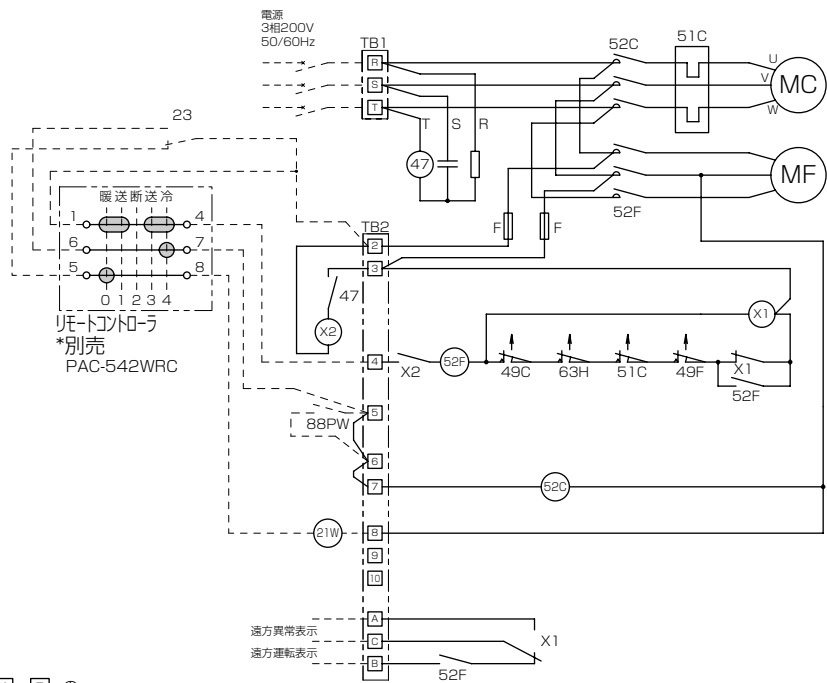 電源
3相200V
50/60Hz
TB1
52C
51C
R
S
T
U
V
W
MC
23
T
S
R
47
MF
52F
暖送断送冷
1
4
6
7
5
8
0 1 2 3 4
リモートコントローラ
*別売
PAC-542WRC
F
F
TB2
2
3
47
X2
X1
4
X2
52F
49C
63H
51C
49F
X1
52F
5
88PW
6
7
52C
21W
8
9
10
遠方異常表示
A
C
X1
遠方運転表示
B
52F